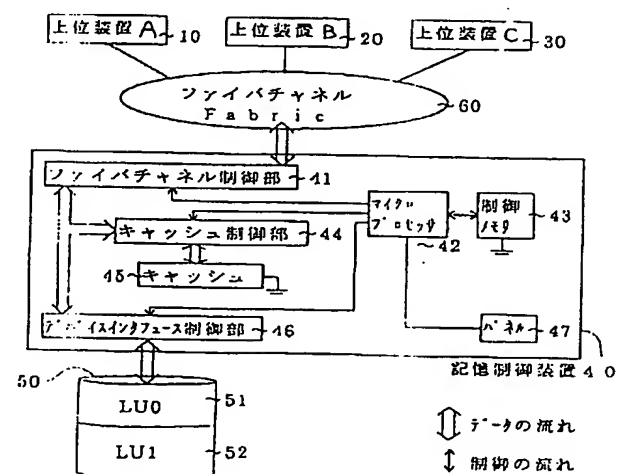 上位装置A
10
上位装置B
20
上位装置C
30
ファイバチャネル
Fabric
60
ファイバチャネル制御部
41
マイクロ
プロセッサ
42
制御
メモリ
43
キャッシュ制御部
44
45
キャッシュ
デバイスインタフェース制御部
46
パネル
47
記憶制御装置40
50
LU0
51
LU1
52
データの流れ
制御の流れ